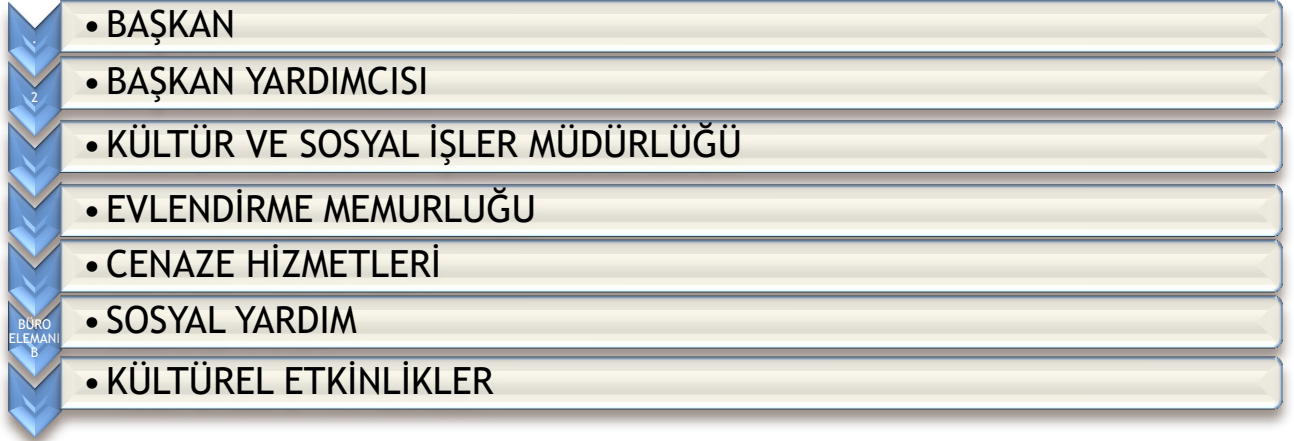 .
• BAŞKAN
2
• BAŞKAN YARDIMCISI
• KÜLTÜR VE SOSYAL İŞLER MÜDÜRLÜĞÜ
• EVLENDİRME MEMURLUĞU
• CENAZE HİZMETLERİ
BÜRO
ELEMANI
B
• SOSYAL YARDIM
• KÜLTÜREL ETKİNLİKLER